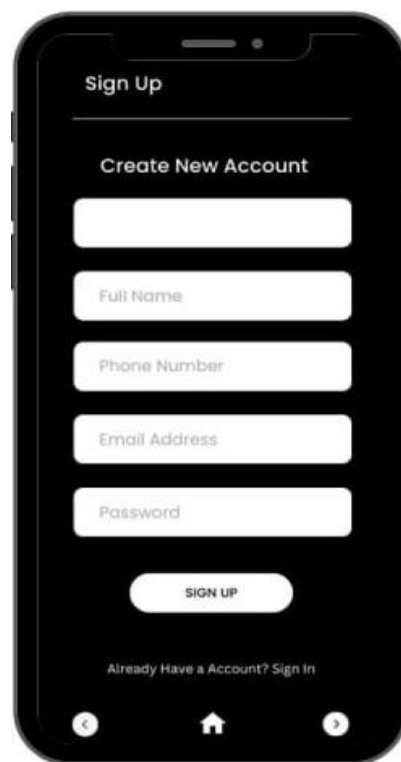 Sign Up
Create New Account
Full Name
Phone Number
Email Address
Password
SIGN UP
Already Have a Account? Sign In